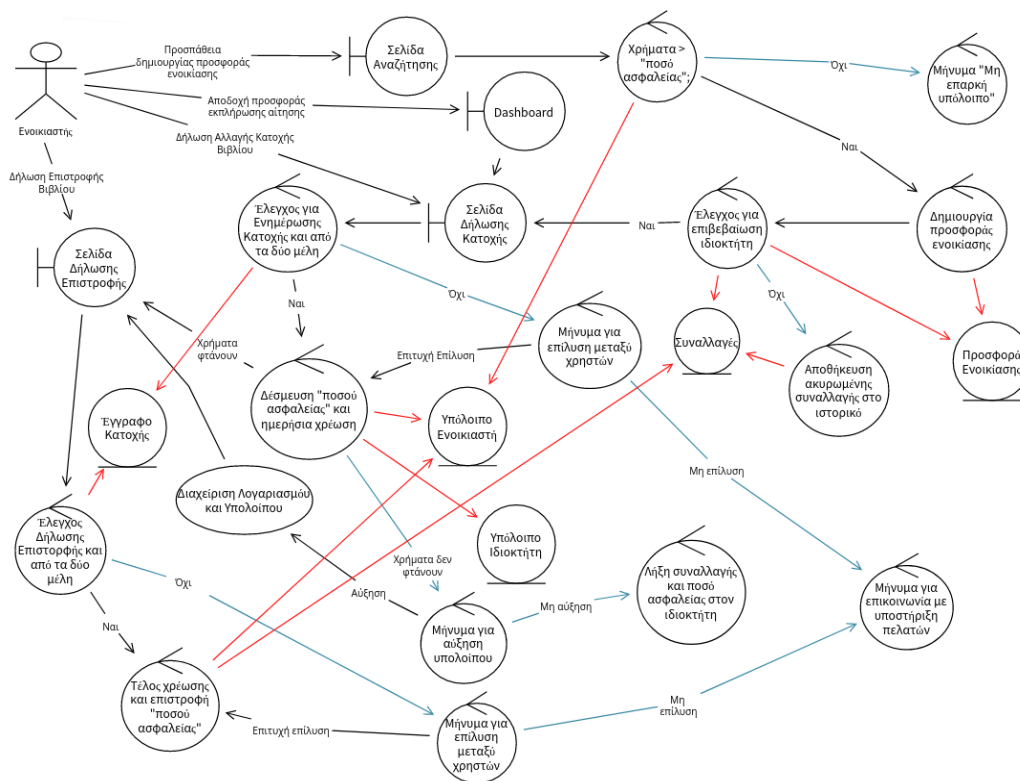 Προσπάθεια
δημιουργίας προσφοράς
ενοικίασης
Σελίδα
Αναζήτησης
Χρήματα >
"ποσό
ασφαλείας";
Όχι
Μήνυμα "Μη
επαρκή
υπόλοιπο"
Ενοικιαστής
Αποδοχή προσφοράς
εκπλήρωσης αίτησης
Dashboard
Δήλωση Αλλαγής Κατοχής
Βιβλίου
Ναι
Δήλωση Επιστροφής
Βιβλίου
Έλεγχος για
Ενημέρωσης
Κατοχής και από
τα δύο μέλη
Σελίδα
Δήλωσης
Κατοχής
Ναι
Έλεγχος για
επιβεβαίωση
ιδιοκτήτη
Δημιουργία
προσφοράς
ενοικίασης
Σελίδα
Δήλωσης
Επιστροφής
Όχι
Ναι
Όχι
Χρήματα
φτάνουν
Επιτυχή Επίλυση
Μήνυμα για
επίλυση μεταξύ
χρηστών
Συναλλαγές
Αποθήκευση
ακυρωμένης
συναλλαγής στο
ιστορικό
Προσφορά
Ενοικίασης
Έγγραφο
Κατοχής
Δέσμευση "ποσού
ασφαλείας" και
ημερήσια χρέωση
Υπόλοιπο
Ενοικιαστή
Μη επίλυση
Διαχείριση Λογαριασμόυ
και Υπολοίπου
Έλεγχος
Δήλωσης
Επιστορφής και
από τα δύο
μέλη
Υπόλοιπο
Ιδιοκτήτη
Χρήματα δεν
φτάνουν
Όχι
Αύξηση
Μη αύξηση
Λήξη συναλλαγής
και ποσό
ασφαλείας στον
ιδιοκτήτη
Μήνυμα για
επικοινωνία με
υποστήριξη
πελατών
Ναι
Μήνυμα για
αύξηση
υπολοίπου
Τέλος χρέωσης
και επιστροφή
"ποσού
ασφαλείας"
Επιτυχή επίλυση
Μήνυμα για
επίλυση
μεταξύ
χρηστών
Μη
επίλυση